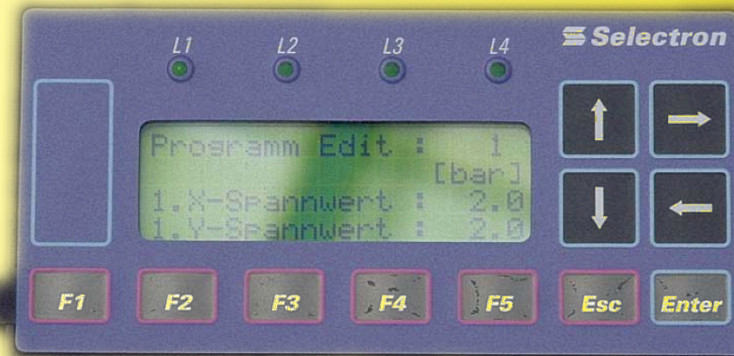 L1 L2 L3 L4 Selectron
Programm Edit : 1
[bar]
1.X-Spannwert : 2.0
1.Y-Spannwert : 2.0
F1 F2 F3 F4 F5 Esc Enter